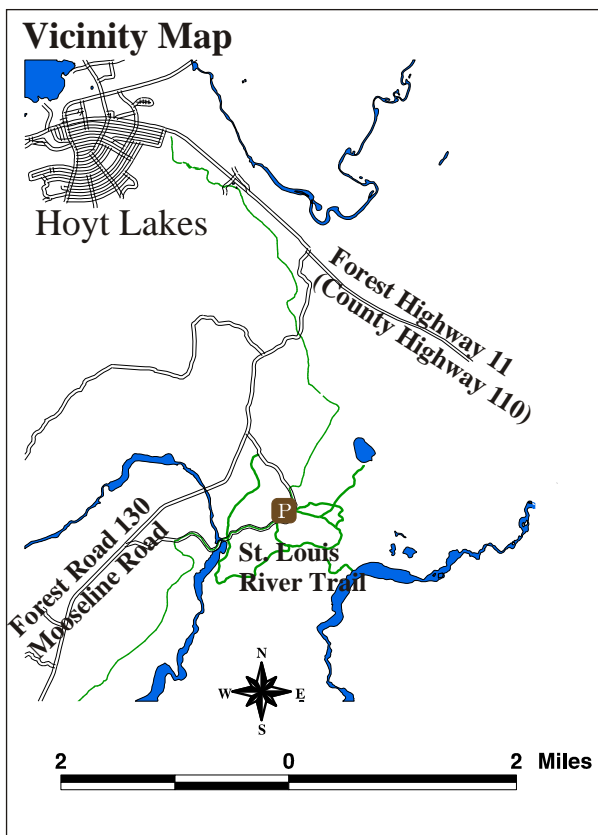 Vicinity Map
Hoyt Lakes
Forest Highway 11
(County Highway 110)
P
Forest Road 130
Mooseline Road
St. Louis
River Trail
N
W E
S
2 0 2 Miles